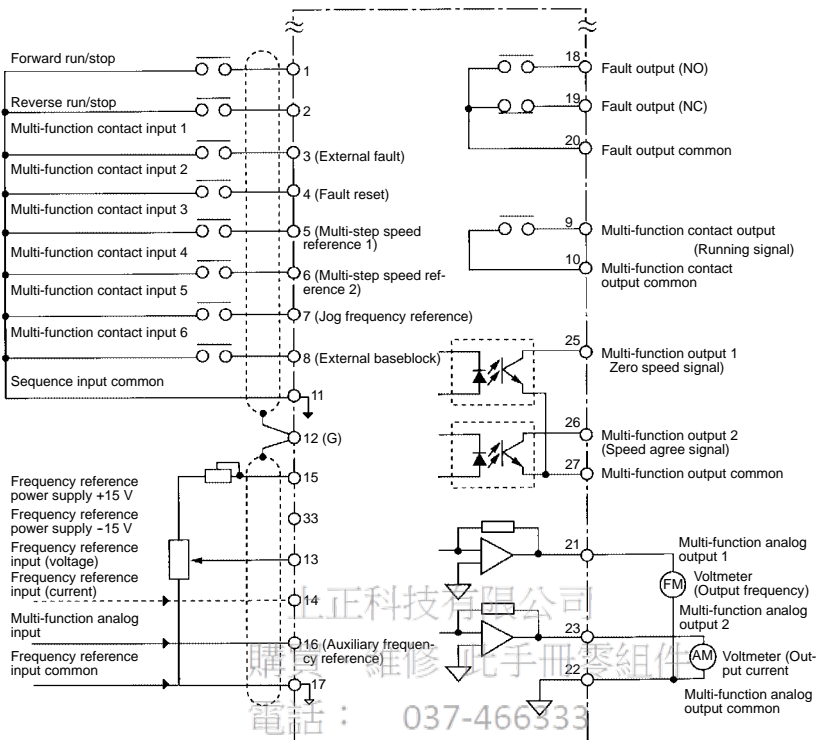 Forward run/stop
1
Reverse run/stop
2
Multi-function contact input 1
3 (External fault)
Multi-function contact input 2
4 (Fault reset)
Multi-function contact input 3
5 (Multi-step speed
reference 1)
Multi-function contact input 4
6 (Multi-step speed ref-
erence 2)
Multi-function contact input 5
7 (Jog frequency reference)
Multi-function contact input 6
8 (External baseblock)
Sequence input common
11
12 (G)
Frequency reference
power supply +15 V
15
Frequency reference
power supply −15 V
33
Frequency reference
input (voltage)
13
Frequency reference
input (current)
14
Multi-function analog
input
16 (Auxiliary frequen-
cy reference)
Frequency reference
input common
17
18
Fault output (NO)
19
Fault output (NC)
20
Fault output common
9
Multi-function contact output
(Running signal)
10
Multi-function contact
output common
25
Multi-function output 1
Zero speed signal)
26
Multi-function output 2
(Speed agree signal)
27
Multi-function output common
21
Multi-function analog
output 1
FM
Voltmeter
(Output frequency)
Multi-function analog
output 2
23
AM
Voltmeter (Out-
put current
22
Multi-function analog
output common
上正科技有限公司
購買 維修 此手冊零組件
電話： 037-466333